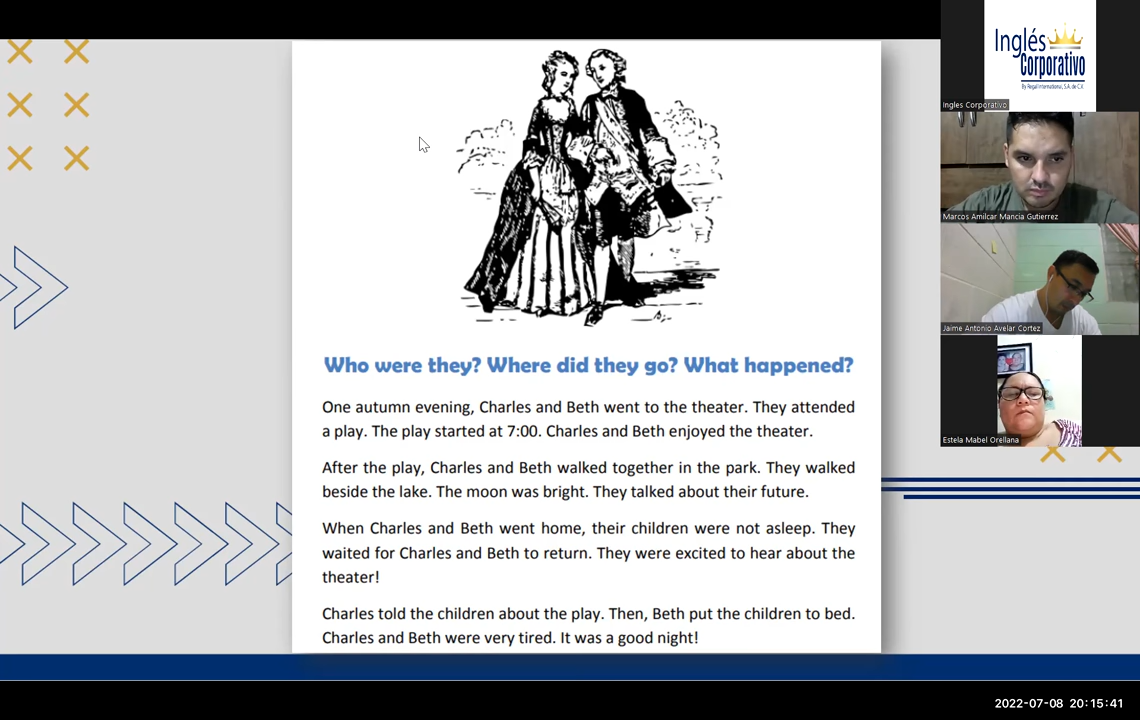 Inglés
Corporativo
By Regal International, S.A. de C.V.
Ingles Corporativo
Marcos Amilcar Mancia Gutierrez
Jaime Antonio Avelar Cortez
Estela Mabel Orellana
Who were they? Where did they go? What happened?
One autumn evening, Charles and Beth went to the theater. They attended
a play. The play started at 7:00. Charles and Beth enjoyed the theater.
After the play, Charles and Beth walked together in the park. They walked
beside the lake. The moon was bright. They talked about their future.
When Charles and Beth went home, their children were not asleep. They
waited for Charles and Beth to return. They were excited to hear about the
theater!
Charles told the children about the play. Then, Beth put the children to bed.
Charles and Beth were very tired. It was a good night!
2022-07-08 20:15:41